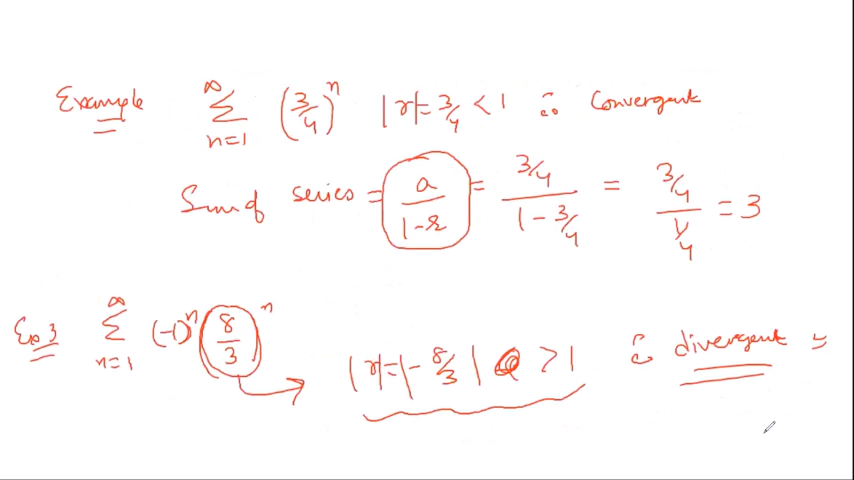 Example ∞ ∑ n=1 (3/4)^n |r|=3/4 < 1 ∴ Convergent
Sum of series = a/1-r = 3/4 / 1-3/4 = 3/4 / 1/4 = 3
Ex 3 ∞ ∑ n=1 (-1)^n (8/3)^n
|r|=|-8/3| > 1 ∴ divergent